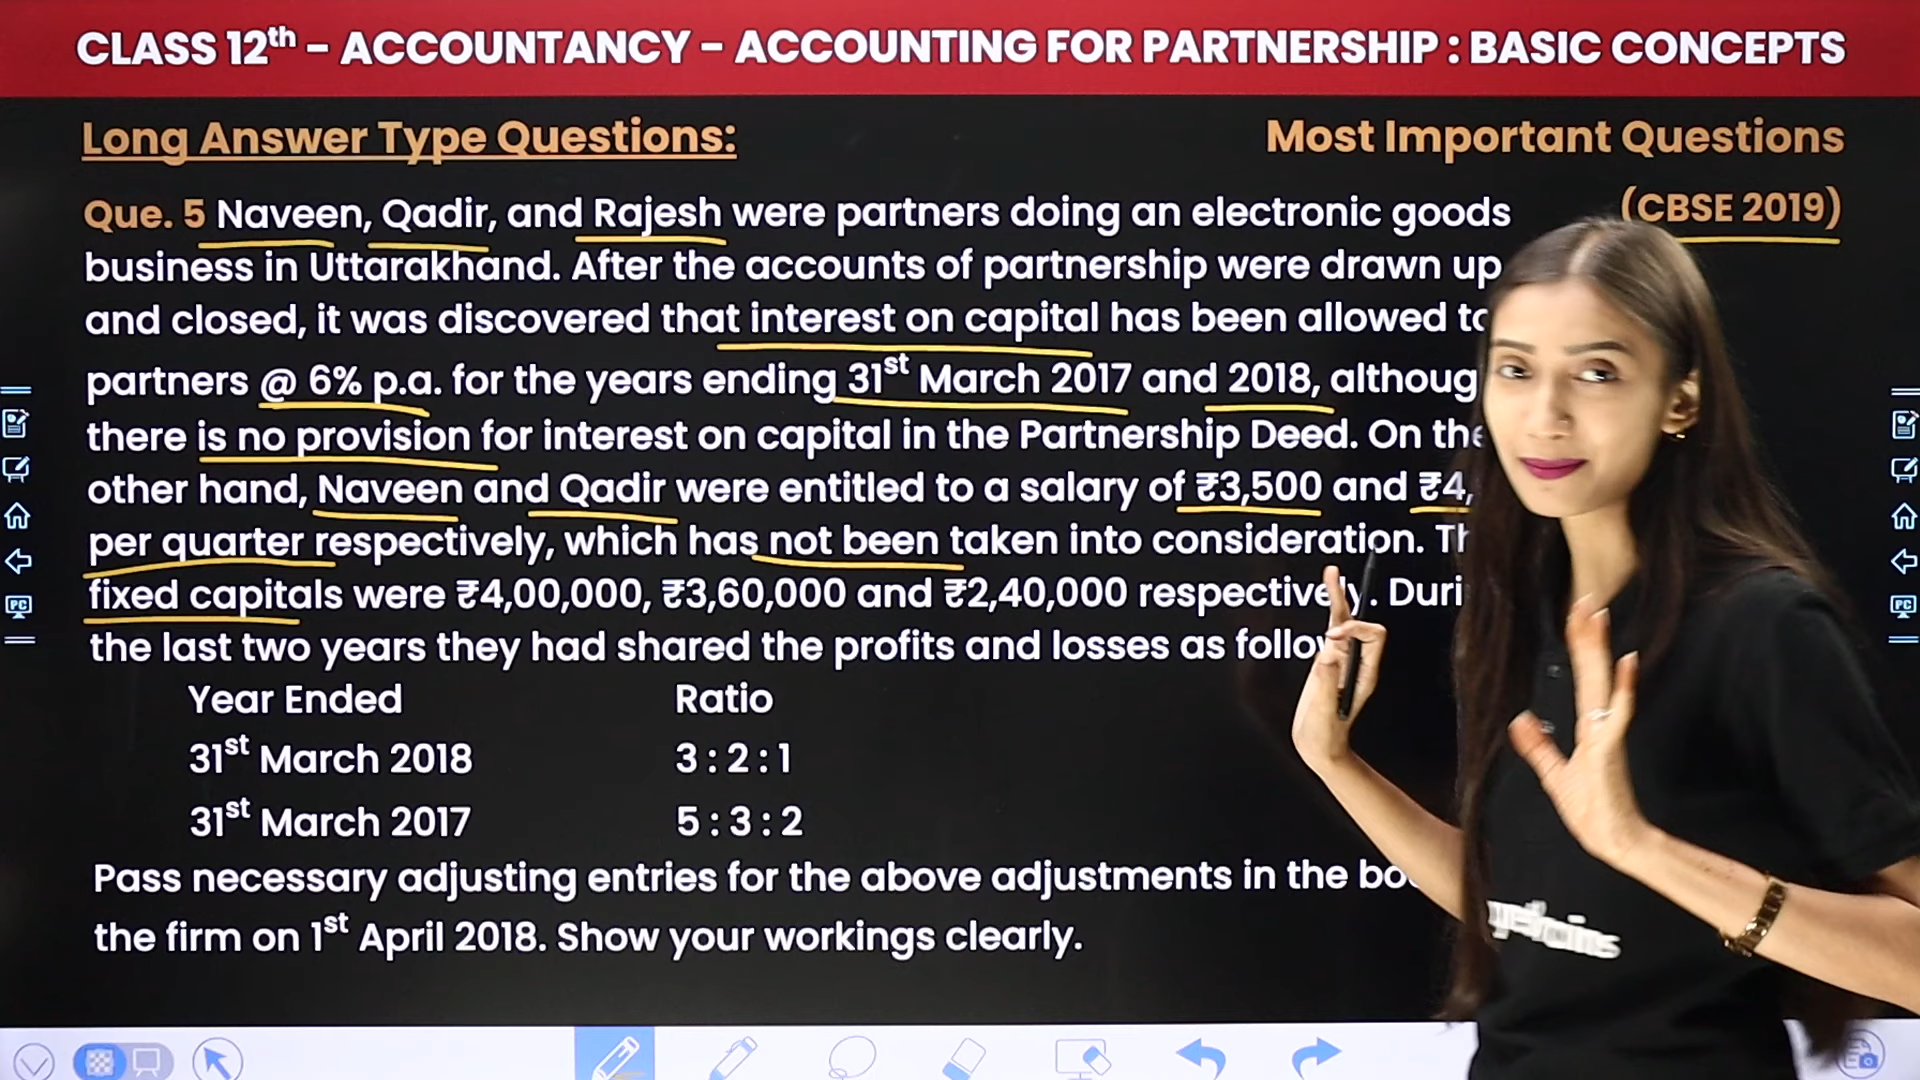 CLASS 12th - ACCOUNTANCY - ACCOUNTING FOR PARTNERSHIP : BASIC CONCEPTS
Long Answer Type Questions:
Most Important Questions
Que. 5 Naveen, Qadir, and Rajesh were partners doing an electronic goods
(CBSE 2019)
business in Uttarakhand. After the accounts of partnership were drawn up
and closed, it was discovered that interest on capital has been allowed
partners @ 6% p.a. for the years ending 31st March 2017 and 2018,
there is no provision for interest on capital in the Partnership Deed. On
other hand, Naveen and Qadir were entitled to a salary of ₹3,500 and
per quarter respectively, which has not been taken into consideration.
fixed capitals were ₹4,00,000, ₹3,60,000 and ₹2,40,000 respectively.
the last two years they had shared the profits and losses as
Year Ended Ratio
31st March 2018 3 : 2 : 1
31st March 2017 5 : 3 : 2
Pass necessary adjusting entries for the above adjustments in the
the firm on 1st April 2018. Show your workings clearly.
PC
PC